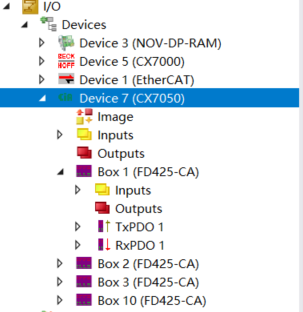 I/O
Devices
Device 3 (NOV-DP-RAM)
BECK
HOFF
Device 5 (CX7000)
Device 1 (EtherCAT)
Device 7 (CX7050)
Image
Inputs
Outputs
Box 1 (FD425-CA)
Inputs
Outputs
TxPDO 1
RxPDO 1
Box 2 (FD425-CA)
Box 3 (FD425-CA)
Box 10 (FD425-CA)